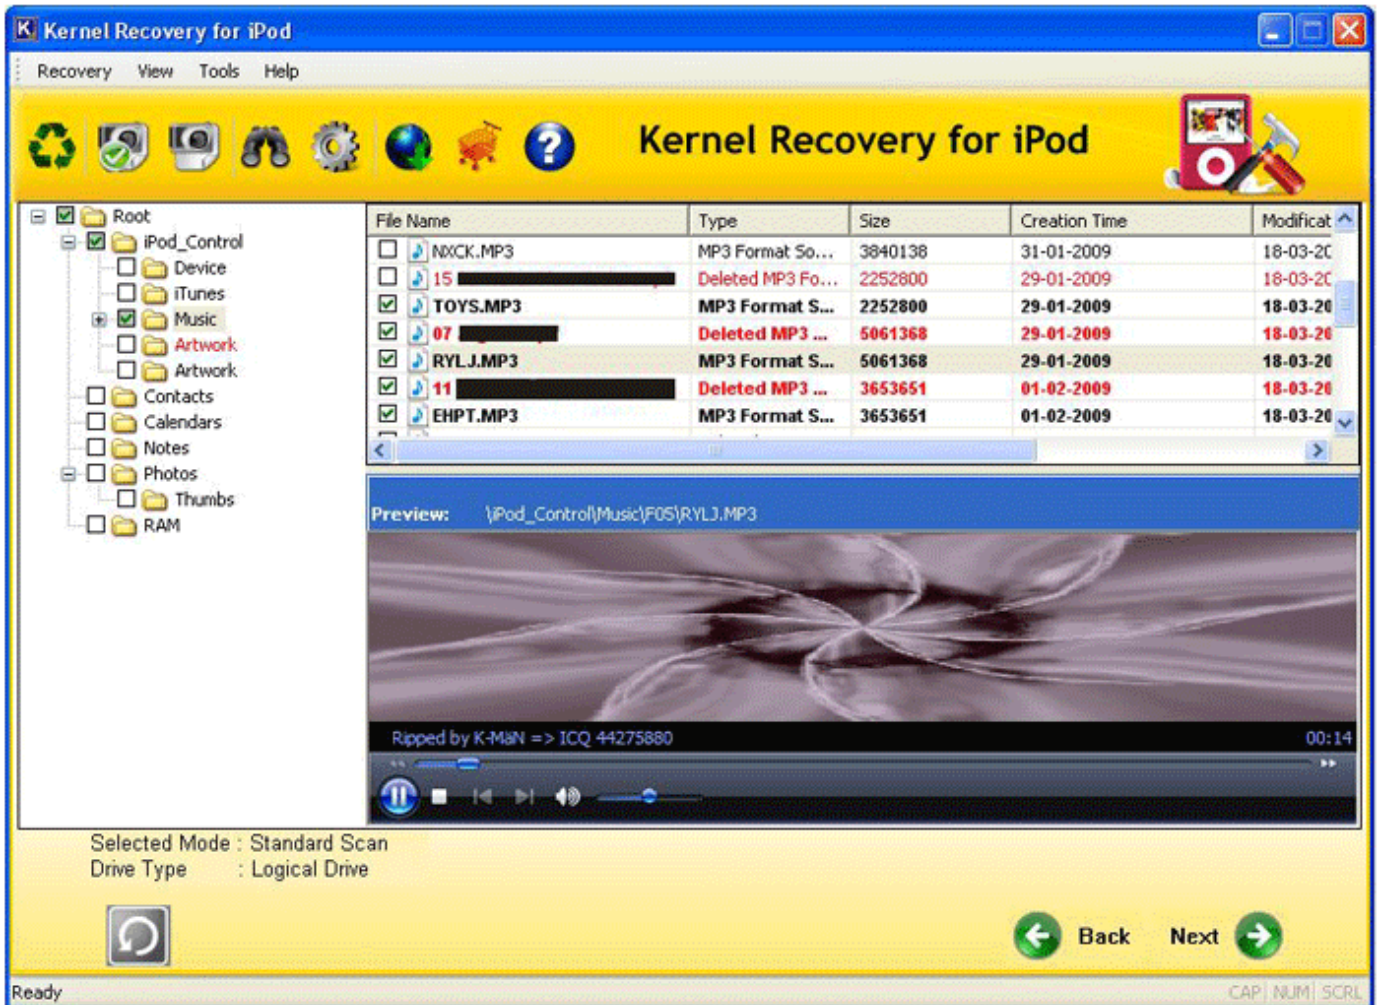 Kernel Recovery for iPod
Recovery View Tools Help
Kernel Recovery for iPod
Root
iPod_Control
Device
iTunes
Music
Artwork
Artwork
Contacts
Calendars
Notes
Photos
Thumbs
RAM
File Name Type Size Creation Time Modificat
NXCK.MP3 MP3 Format So... 3840138 31-01-2009 18-03-20
15 Deleted MP3 Fo... 2252800 29-01-2009 18-03-20
TOYS.MP3 MP3 Format S... 2252800 29-01-2009 18-03-20
07 Deleted MP3 ... 5061368 29-01-2009 18-03-20
RYLJ.MP3 MP3 Format S... 5061368 29-01-2009 18-03-20
11 Deleted MP3 ... 3653651 01-02-2009 18-03-20
EHPT.MP3 MP3 Format S... 3653651 01-02-2009 18-03-20
Preview: \iPod_Control\Music\F05\RYLJ.MP3
Ripped by K-MäN => ICQ 44275880 00:14
Selected Mode : Standard Scan
Drive Type : Logical Drive
Back Next
Ready CAP NUM SCRL